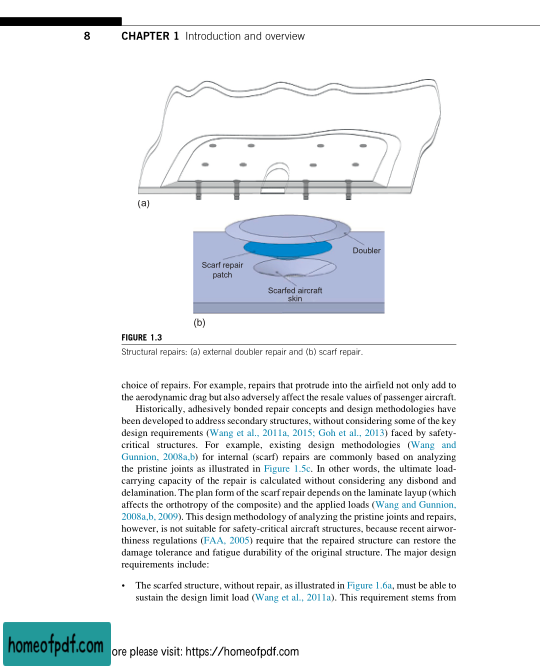 8 CHAPTER 1 Introduction and overview
(a)
Doubler
Scarf repair
patch
Scarfed aircraft
skin
(b)
FIGURE 1.3
Structural repairs: (a) external doubler repair and (b) scarf repair.
choice of repairs. For example, repairs that protrude into the airfield not only add to
the aerodynamic drag but also adversely affect the resale values of passenger aircraft.
Historically, adhesively bonded repair concepts and design methodologies have
been developed to address secondary structures, without considering some of the key
design requirements (Wang et al., 2011a, 2015; Goh et al., 2013) faced by safety-
critical structures. For example, existing design methodologies (Wang and
Gunnion, 2008a,b) for internal (scarf) repairs are commonly based on analyzing
the pristine joints as illustrated in Figure 1.5c. In other words, the ultimate load-
carrying capacity of the repair is calculated without considering any disbond and
delamination. The plan form of the scarf repair depends on the laminate layup (which
affects the orthotropy of the composite) and the applied loads (Wang and Gunnion,
2008a,b, 2009). This design methodology of analyzing the pristine joints and repairs,
however, is not suitable for safety-critical aircraft structures, because recent airwor-
thiness regulations (FAA, 2005) require that the repaired structure can restore the
damage tolerance and fatigue durability of the original structure. The major design
requirements include:
• The scarfed structure, without repair, as illustrated in Figure 1.6a, must be able to
sustain the design limit load (Wang et al., 2011a). This requirement stems from
homeofpdf.com
ore please visit: https://homeofpdf.com